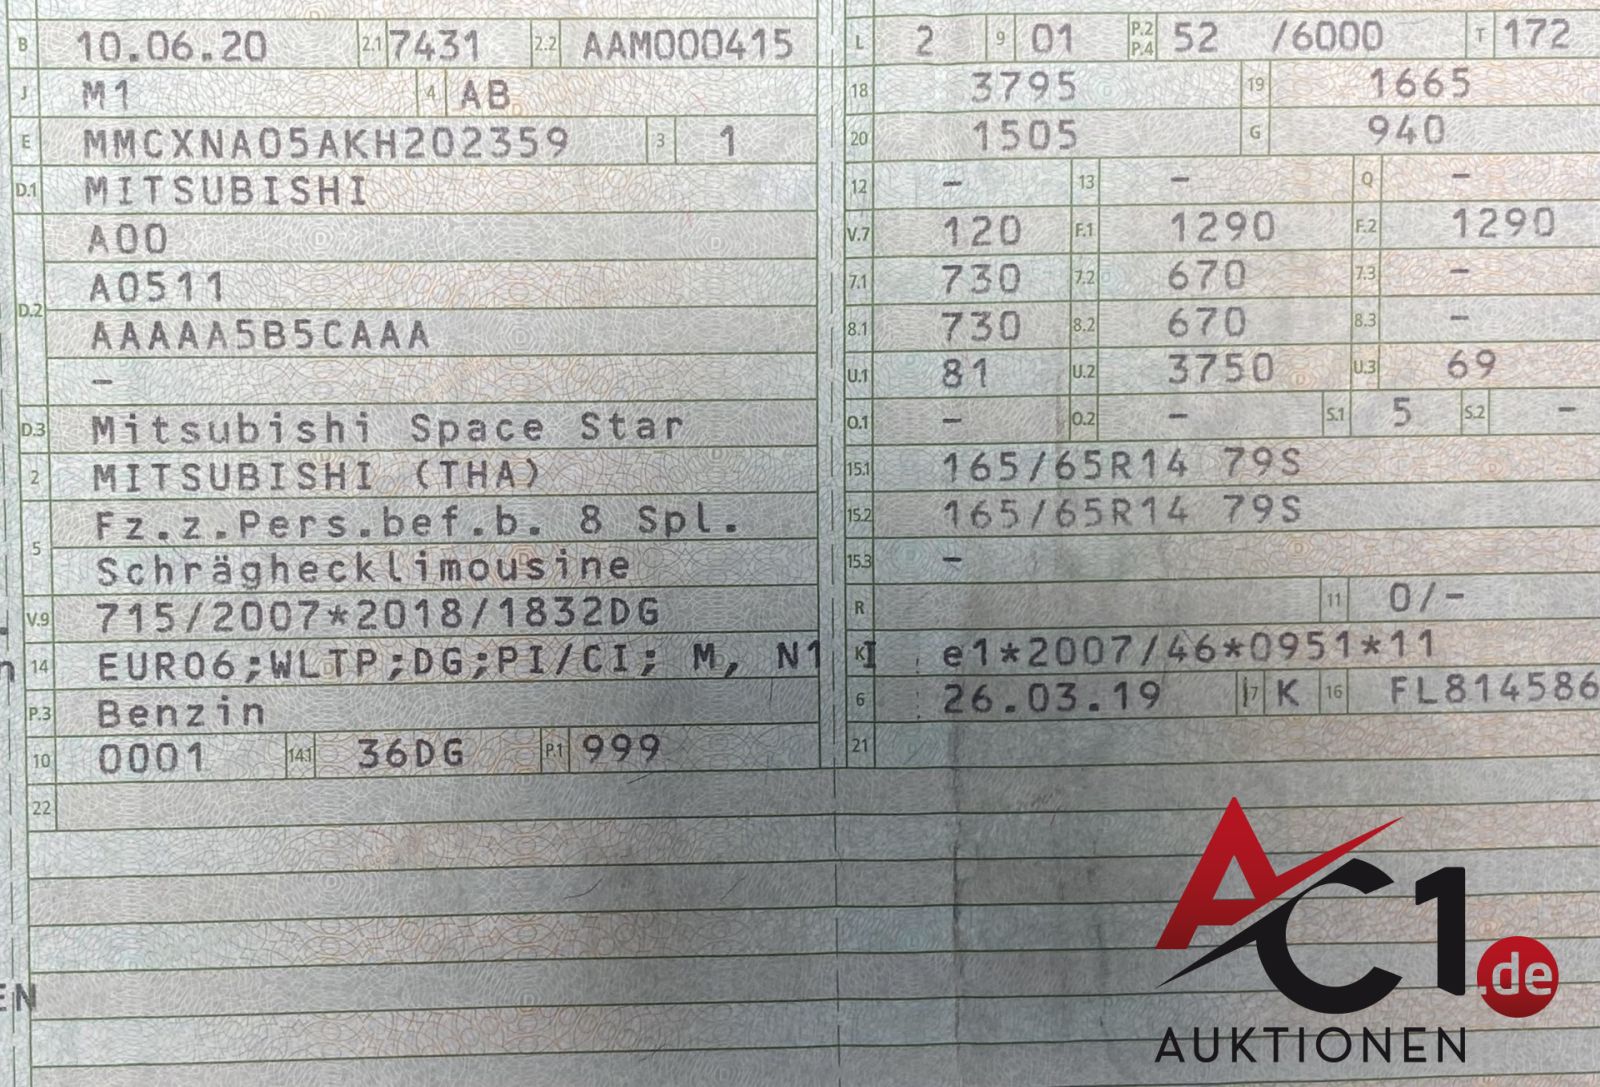 B 10.06.20 2.1 7431 2.2 AAM000415
J M1 4 AB
E MMCXNA05AKH202359 3 1
D.1 MITSUBISHI
A00
A0511
D.2
AAAAA5B5CAAA
–
D.3 Mitsubishi Space Star
2 MITSUBISHI (THA)
Fz.z.Pers.bef.b. 8 Spl.
5
Schräghecklimousine
V.9 715/2007*2018/1832DG
14 EURO6;WLTP;DG;PI/CI; M, N1 I
P.3 Benzin
10 0001 14.1 36DG P.1 999
22
L 2 9 01 P.2 P.4 52 /6000 T 172
18 3795 19 1665
20 1505 G 940
12 – 13 – Q –
V.7 120 F.1 1290 F.2 1290
7.1 730 7.2 670 7.3 –
8.1 730 8.2 670 8.3 –
U.1 81 U.2 3750 U.3 69
O.1 – O.2 – S.1 5 S.2 –
15.1 165/65R14 79S
15.2 165/65R14 79S
15.3 –
R 11 0/–
K e1*2007/46*0951*11
6 26.03.19 17 K 16 FL814586
21
EN
AC1.de
AUKTIONEN